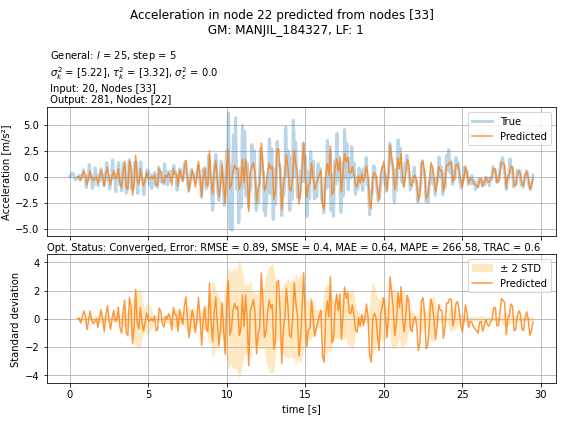 Acceleration in node 22 predicted from nodes [33]
GM: MANJIL_184327, LF: 1
General: l = 25, step = 5
σ²ₖ = [5.22], τ²ₖ = [3.32], σ²ε = 0.0
Input: 20, Nodes [33]
Output: 281, Nodes [22]
Acceleration [m/s²]
5.0
2.5
0.0
−2.5
−5.0
True
Predicted
Opt. Status: Converged, Error: RMSE = 0.89, SMSE = 0.4, MAE = 0.64, MAPE = 266.58, TRAC = 0.6
Standard deviation
4
2
0
−2
−4
± 2 STD
Predicted
0 5 10 15 20 25 30
time [s]